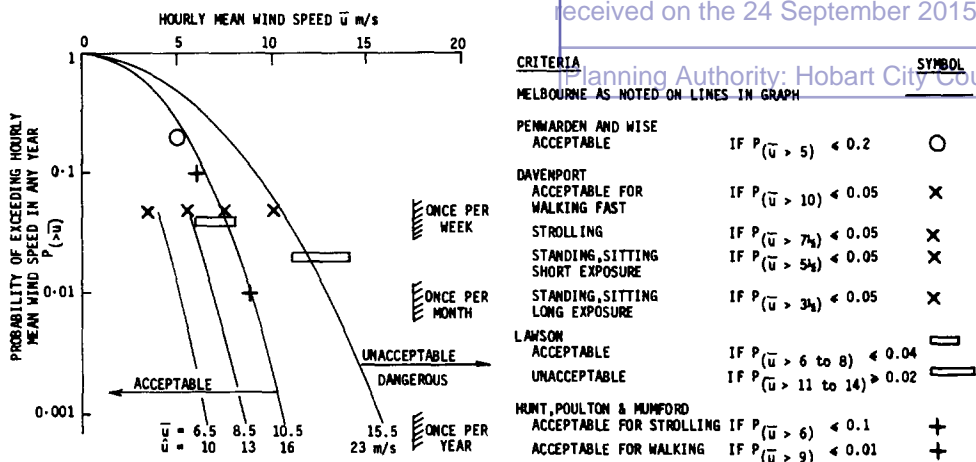 HOURLY MEAN WIND SPEED ū m/s
0 5 10 15 20
1
0·1
0·01
0·001
PROBABILITY OF EXCEEDING HOURLY
MEAN WIND SPEED IN ANY YEAR
P(>ū)
ONCE PER
WEEK
ONCE PER
MONTH
UNACCEPTABLE
DANGEROUS
ACCEPTABLE
ū = 6.5 8.5 10.5 15.5
û = 10 13 16 23 m/s
ONCE PER
YEAR
received on the 24 September 2015
Planning Authority: Hobart City Cou
CRITERIA SYMBOL
MELBOURNE AS NOTED ON LINES IN GRAPH
PENWARDEN AND WISE
ACCEPTABLE IF P(ū > 5) ≤ 0.2
DAVENPORT
ACCEPTABLE FOR
WALKING FAST IF P(ū > 10) ≤ 0.05
STROLLING IF P(ū > 7½) ≤ 0.05
STANDING,SITTING
SHORT EXPOSURE IF P(ū > 5½) ≤ 0.05
STANDING,SITTING
LONG EXPOSURE IF P(ū > 3½) ≤ 0.05
LAWSON
ACCEPTABLE IF P(ū > 6 to 8) ≤ 0.04
UNACCEPTABLE IF P(ū > 11 to 14) ≥ 0.02
HUNT,POULTON & MUMFORD
ACCEPTABLE FOR STROLLING IF P(ū > 6) ≤ 0.1
ACCEPTABLE FOR WALKING IF P(ū > 9) ≤ 0.01